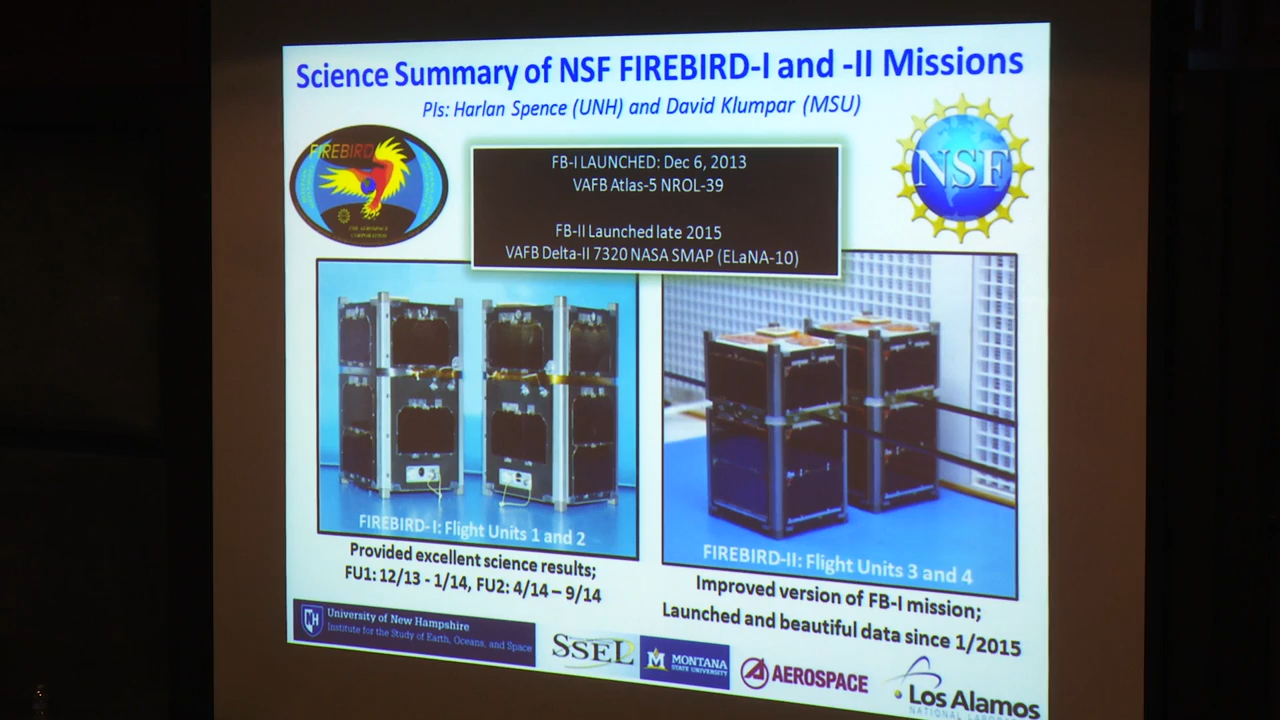 Science Summary of NSF FIREBIRD-I and -II Missions
PIs: Harlan Spence (UNH) and David Klumpar (MSU)
FIREBIRD
THE AEROSPACE
CORPORATION
FB-I LAUNCHED: Dec 6, 2013
VAFB Atlas-5 NROL-39
FB-II Launched late 2015
VAFB Delta-II 7320 NASA SMAP (ELaNA-10)
NSF
FIREBIRD-I: Flight Units 1 and 2
FIREBIRD-II: Flight Units 3 and 4
Provided excellent science results;
FU1: 12/13 - 1/14, FU2: 4/14 – 9/14
Improved version of FB-I mission;
Launched and beautiful data since 1/2015
NH
University of New Hampshire
Institute for the Study of Earth, Oceans, and Space
SSEL
M
MONTANA
STATE UNIVERSITY
AEROSPACE
Los Alamos
NATIONAL